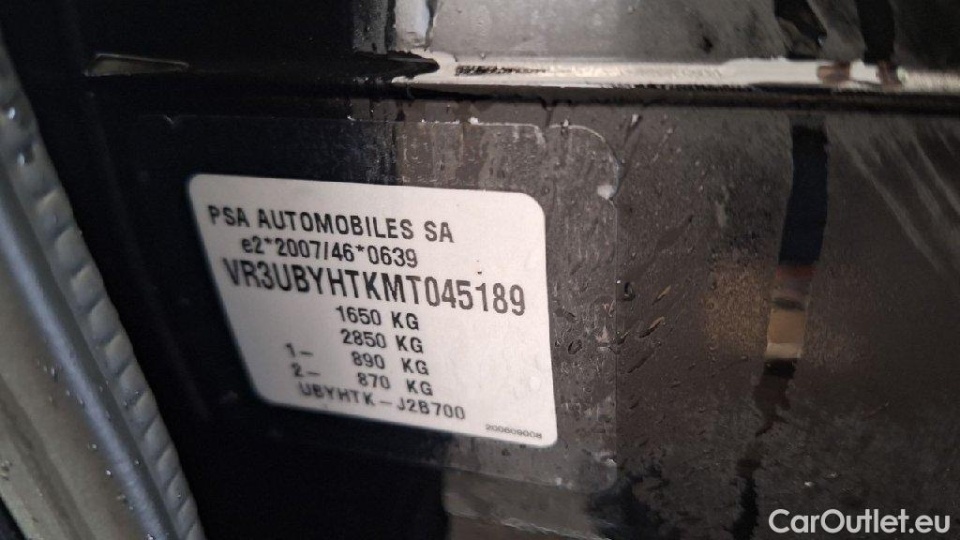 PSA AUTOMOBILES SA
e2*2007/46*0639
VR3UBYHTKMT045189
1650 KG
2850 KG
1- 890 KG
2- 870 KG
UBYHTK-J2B700
CarOutlet.eu